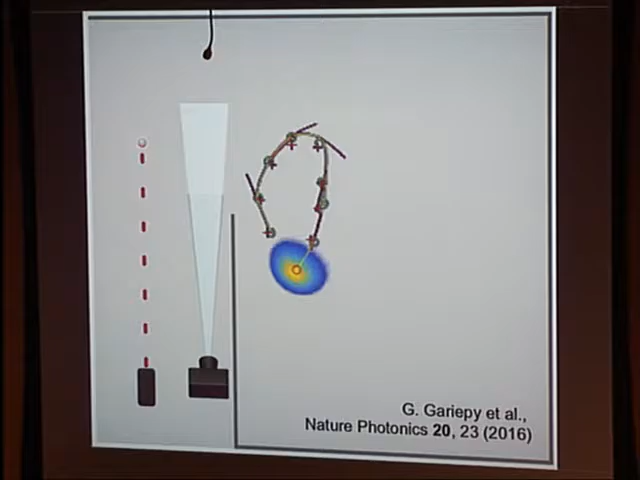 G. Gariepy et al.,
Nature Photonics 20, 23 (2016)